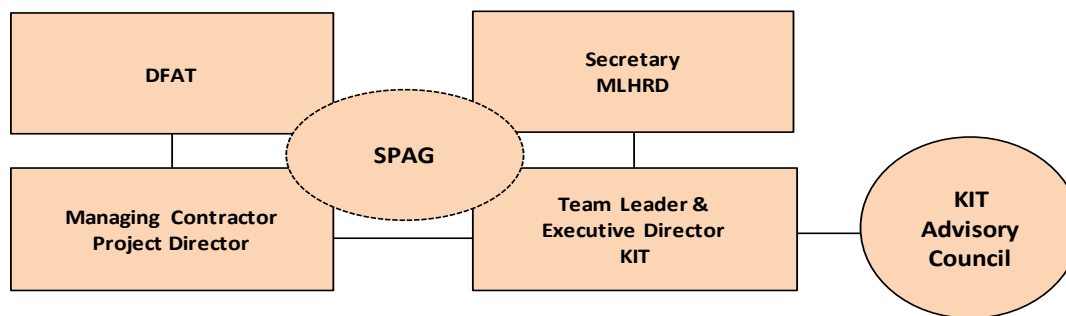 DFAT
Secretary
MLHRD
SPAG
Managing Contractor
Project Director
Team Leader &
Executive Director
KIT
KIT
Advisory
Council